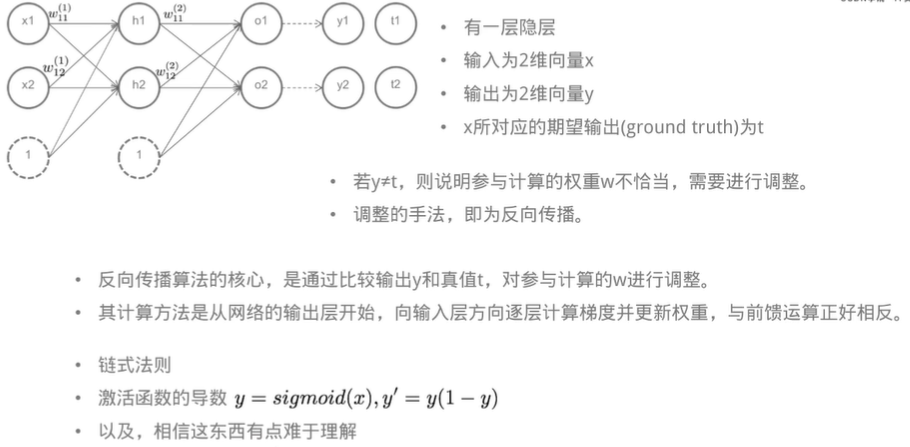 x1 w_{11}^{(1)} h1 w_{11}^{(2)} o1 y1 t1
w_{12}^{(1)} w_{12}^{(2)}
x2 h2 o2 y2 t2
1 1
• 有一层隐层
• 输入为2维向量x
• 输出为2维向量y
• x所对应的期望输出(ground truth)为t
• 若y≠t，则说明参与计算的权重w不恰当，需要进行调整。
• 调整的手法，即为反向传播。
• 反向传播算法的核心，是通过比较输出y和真值t，对参与计算的w进行调整。
• 其计算方法是从网络的输出层开始，向输入层方向逐层计算梯度并更新权重，与前馈运算正好相反。
• 链式法则
• 激活函数的导数 y = sigmoid(x), y′ = y(1 − y)
• 以及，相信这东西有点难于理解